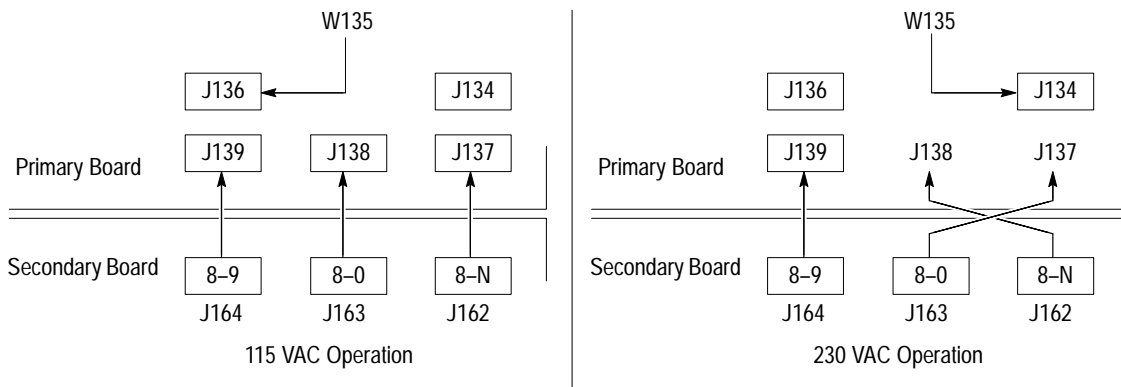 W135
J136
J134
J139
J138
J137
Primary Board
Secondary Board
8–9
8–0
8–N
J164
J163
J162
115 VAC Operation
W135
J136
J134
J139
J138
J137
Primary Board
Secondary Board
8–9
8–0
8–N
J164
J163
J162
230 VAC Operation